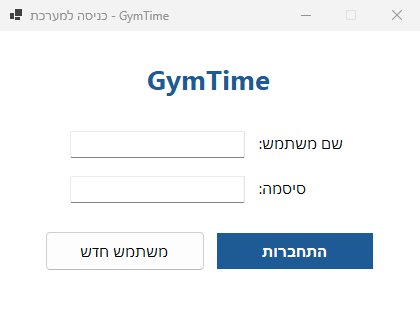 GymTime - כניסה למערכת
GymTime
שם משתמש:
סיסמה:
התחברות
משתמש חדש